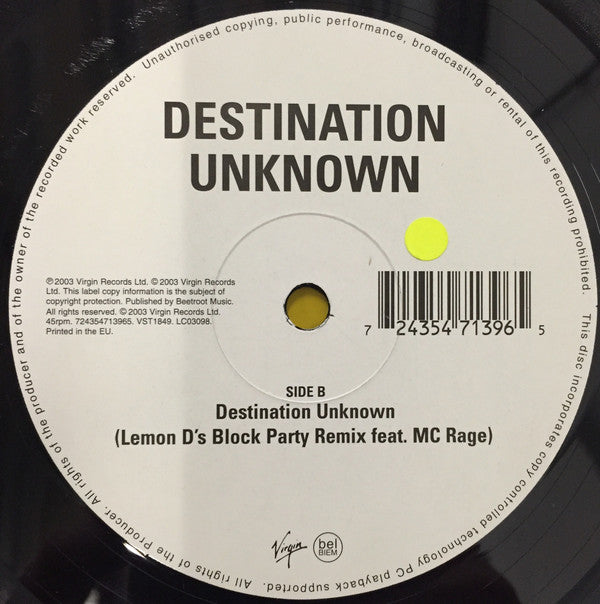 All rights of the producer and of the owner of the recorded work reserved. Unauthorised copying, public performance, broadcasting or rental of this recording prohibited. This disc incorporates copy controlled technology PC playback supported. All rights of the Producer.
DESTINATION
UNKNOWN
℗2003 Virgin Records Ltd. ©2003 Virgin Records
Ltd. This label copy information is the subject of
copyright protection. Published by Beetroot Music.
All rights reserved. ©2003 Virgin Records Ltd.
45rpm. 724354713965. VST1849. LC03098.
Printed in the EU.
7 24354 71396 5
SIDE B
Destination Unknown
(Lemon D's Block Party Remix feat. MC Rage)
Virgin
bel
BIEM